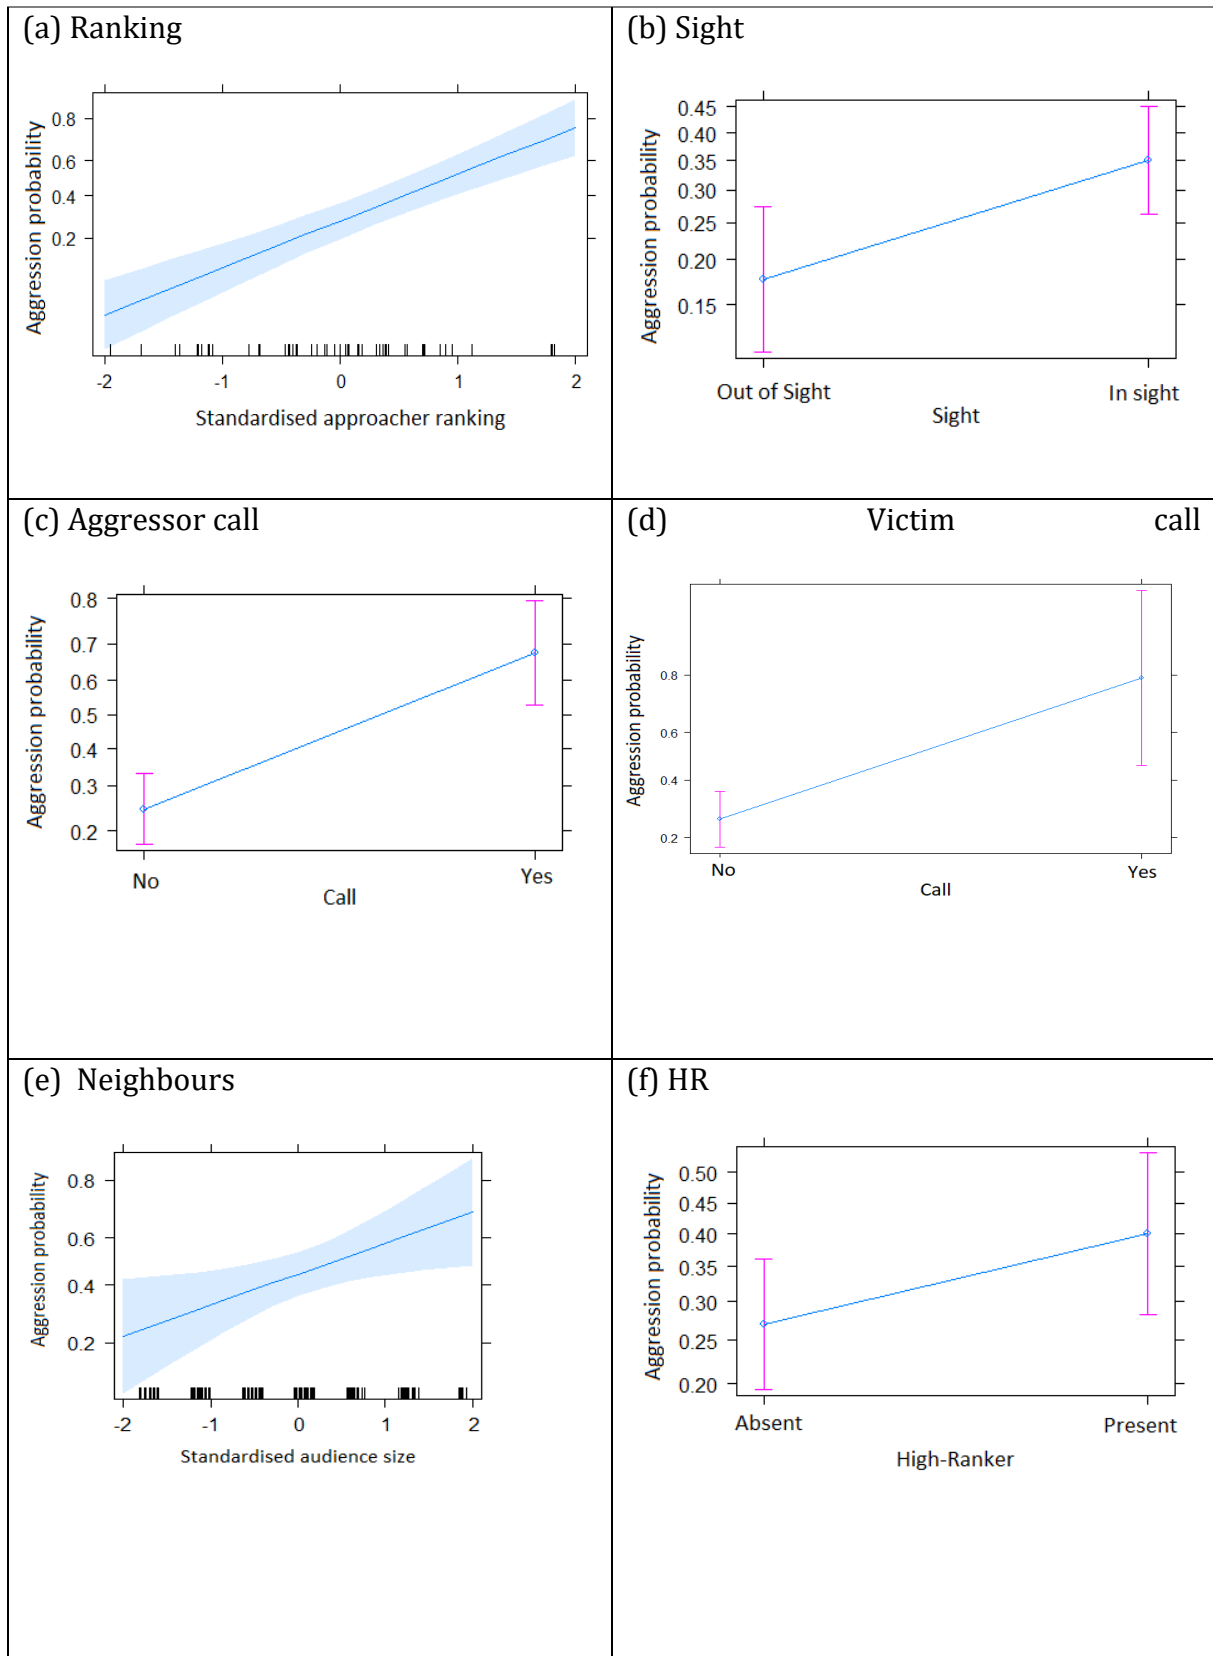 (a) Ranking
Aggression probability
0.8
0.6
0.4
0.2
-2 -1 0 1 2
Standardised approacher ranking
(b) Sight
Aggression probability
0.45
0.40
0.35
0.30
0.25
0.20
0.15
Out of Sight In sight
Sight
(c) Aggressor call
Aggression probability
0.8
0.7
0.6
0.5
0.4
0.3
0.2
No Yes
Call
(d) Victim call
Aggression probability
0.8
0.6
0.4
0.2
No Yes
Call
(e) Neighbours
Aggression probability
0.8
0.6
0.4
0.2
-2 -1 0 1 2
Standardised audience size
(f) HR
Aggression probability
0.50
0.45
0.40
0.35
0.30
0.25
0.20
Absent Present
High-Ranker